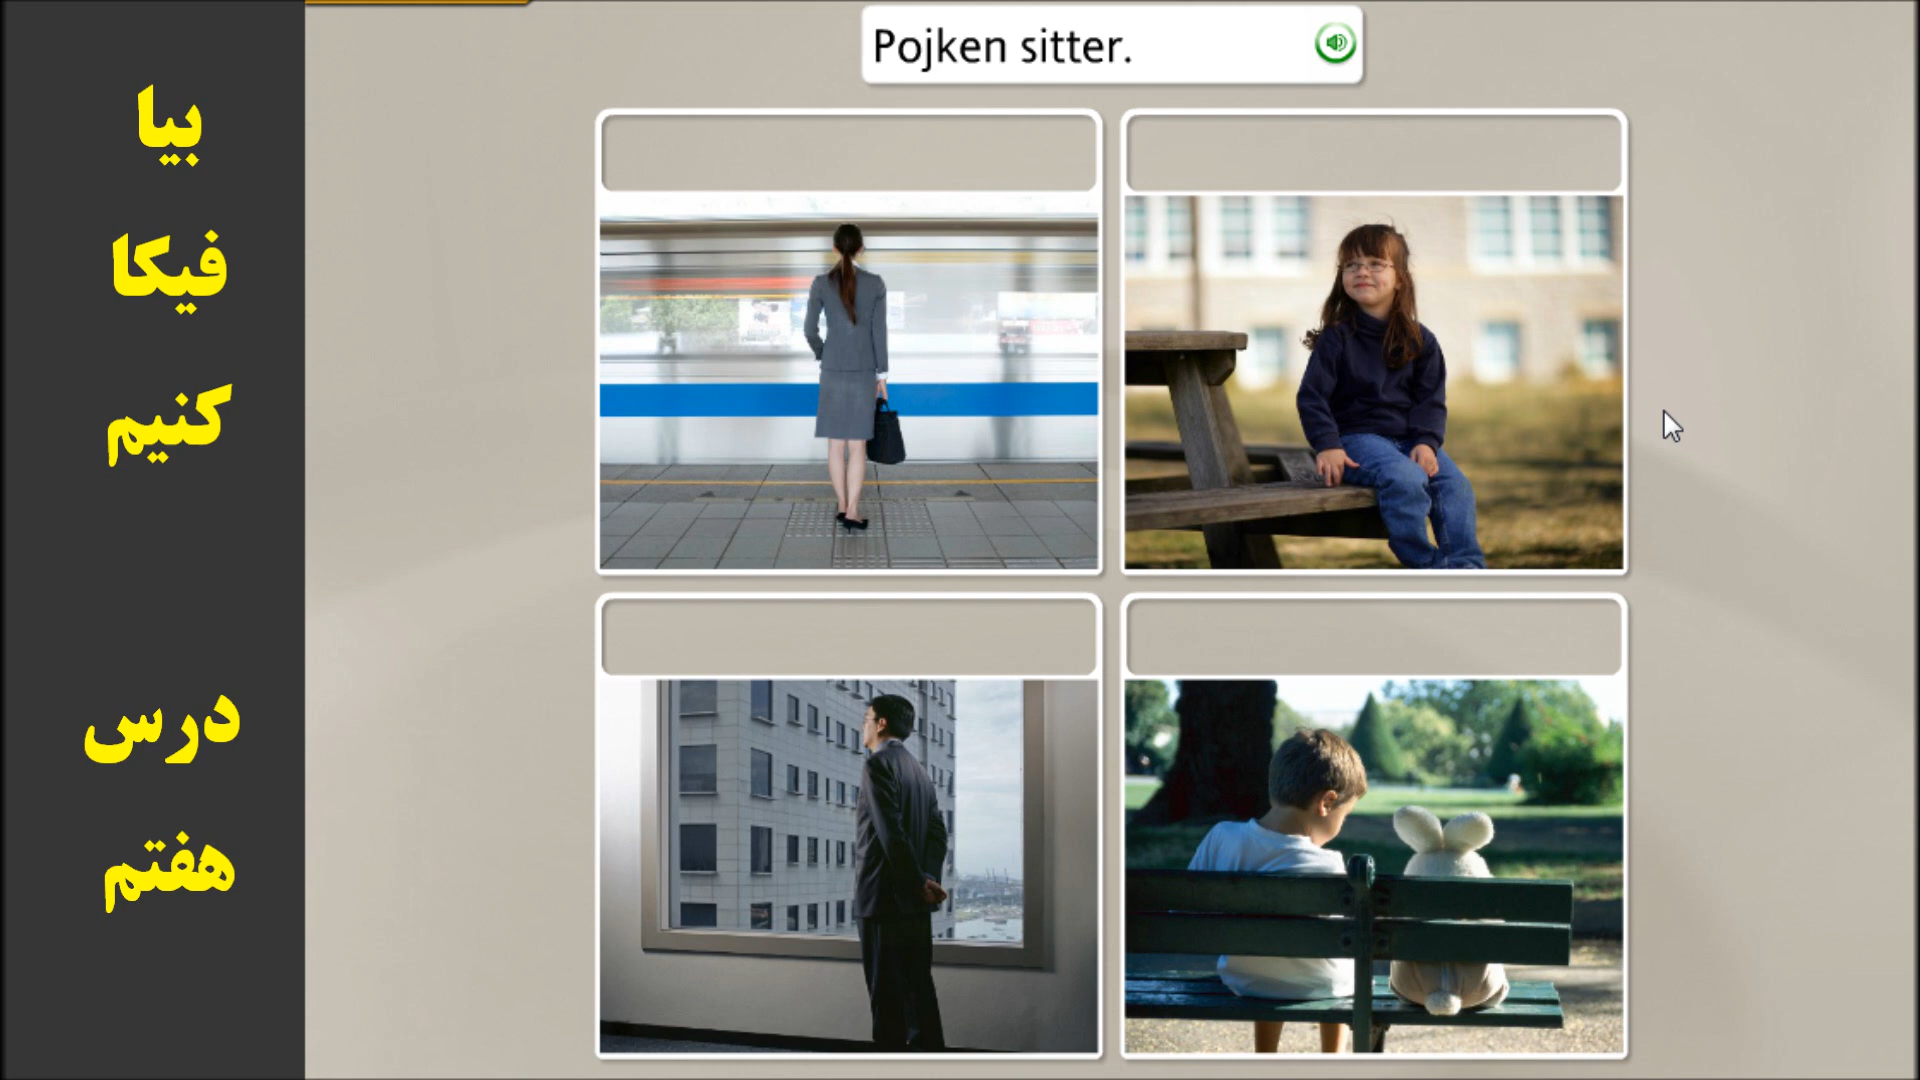 Pojken sitter.
بیا
فیکا
کنیم
درس
هفتم